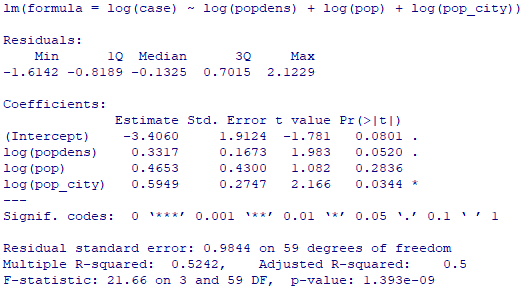 lm(formula = log(case) ~ log(popdens) + log(pop) + log(pop_city))
Residuals:
Min 1Q Median 3Q Max
-1.6142 -0.8189 -0.1325 0.7015 2.1229
Coefficients:
Estimate Std. Error t value Pr(>|t|)
(Intercept) -3.4060 1.9124 -1.781 0.0801 .
log(popdens) 0.3317 0.1673 1.983 0.0520 .
log(pop) 0.4653 0.4300 1.082 0.2836
log(pop_city) 0.5949 0.2747 2.166 0.0344 *
---
Signif. codes: 0 ‘***’ 0.001 ‘**’ 0.01 ‘*’ 0.05 ‘.’ 0.1 ‘ ’ 1
Residual standard error: 0.9844 on 59 degrees of freedom
Multiple R-squared: 0.5242, Adjusted R-squared: 0.5
F-statistic: 21.66 on 3 and 59 DF, p-value: 1.393e-09